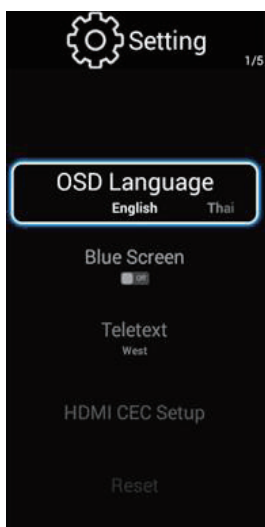 Setting
1/5
OSD Language
English Thai
Blue Screen
Off
Teletext
West
HDMI CEC Setup
Reset